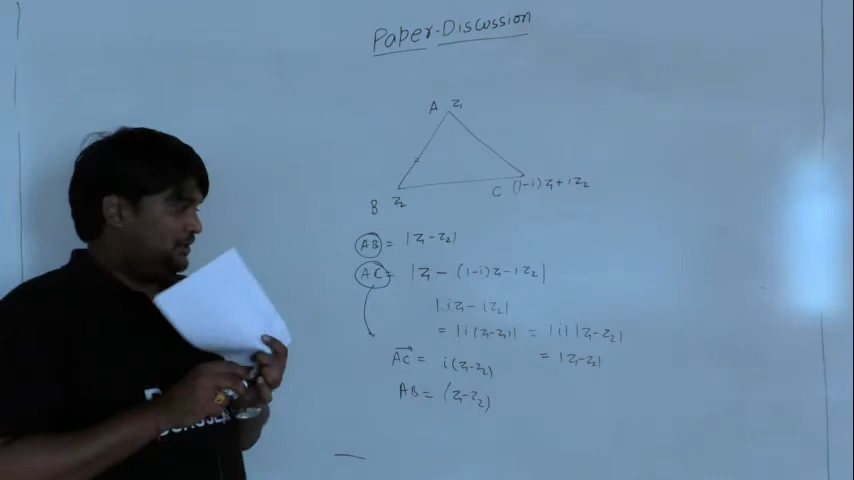 Paper-Discussion
A z₁
B z₂
C (1-i)z₁+iz₂
AB = |z₁-z₂|
AC = |z₁ - (1-i)z₁-iz₂|
|iz₁-iz₂|
= |i(z₁-z₂)| = |i||z₁-z₂|
= |z₁-z₂|
AC = i(z₁-z₂)
AB = (z₁-z₂)